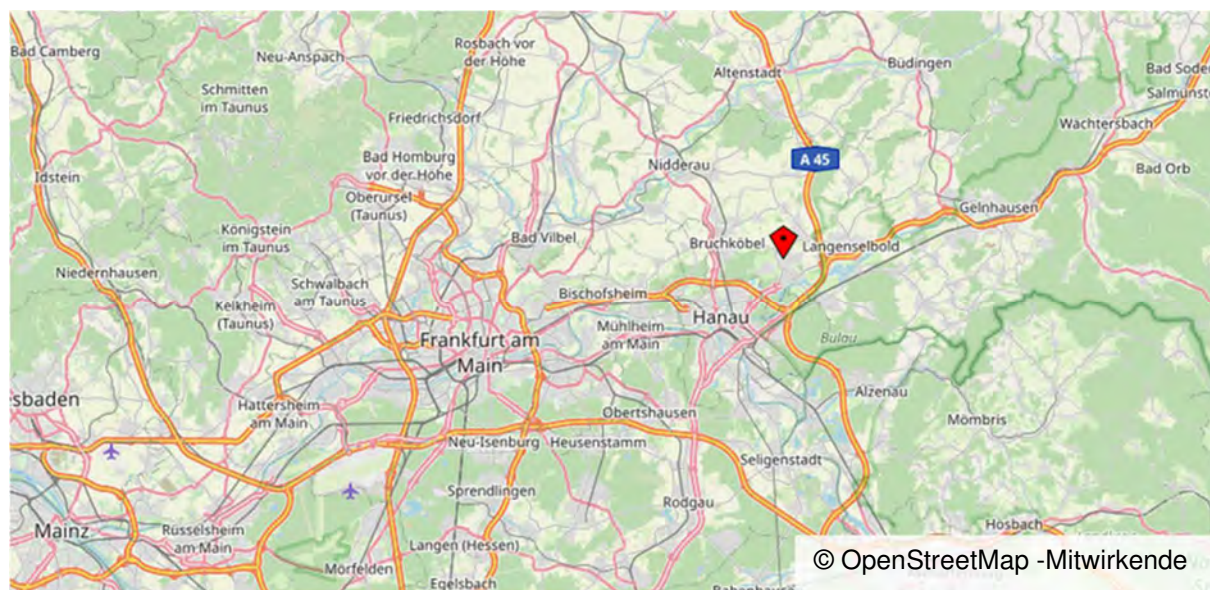 Bad Camberg
Neu-Anspach
Rosbach vor
der Höhe
Altenstadt
Büdingen
Bad Soden-
Salmünster
Schmitten
im Taunus
Friedrichsdorf
Wächtersbach
Bad Homburg
vor der Höhe
Nidderau
A 45
Bad Orb
Idstein
Oberursel
(Taunus)
Gelnhausen
Königstein
im Taunus
Bad Vilbel
Bruchköbel
Langenselbold
Niedernhausen
Schwalbach
am Taunus
Bischofsheim
Kelkheim
(Taunus)
Hanau
Mühlheim
am Main
Bulau
Frankfurt am
Main
Alzenau
sbaden
Hattersheim
am Main
Obertshausen
Mömbris
Neu-Isenburg
Heusenstamm
Seligenstadt
Sprendlingen
Rodgau
Mainz
Rüsselsheim
am Main
Hösbach
Langen (Hessen)
Mörfelden
Egelsbach
© OpenStreetMap -Mitwirkende